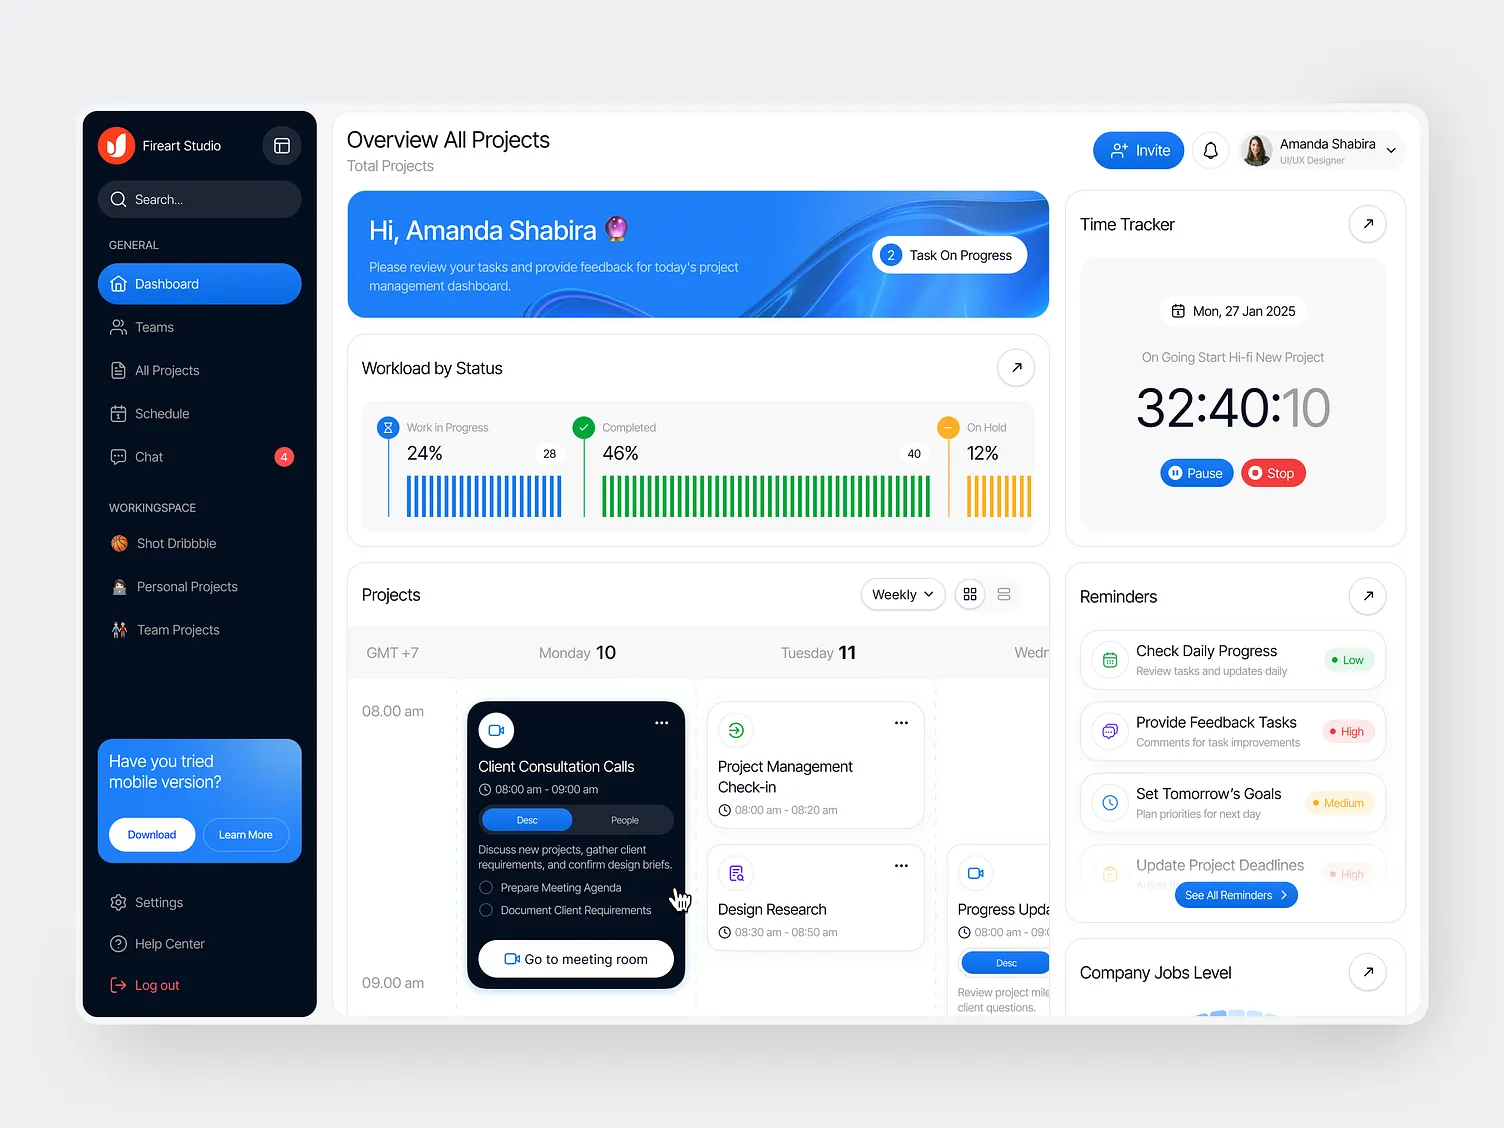 Fireart Studio
Search...
GENERAL
Dashboard
Teams
All Projects
Schedule
Chat
4
WORKINGSPACE
Shot Dribbble
Personal Projects
Team Projects
Have you tried
mobile version?
Download
Learn More
Settings
Help Center
Log out
Overview All Projects
Total Projects
Invite
Amanda Shabira
UI/UX Designer
Hi, Amanda Shabira
Please review your tasks and provide feedback for today's project
management dashboard.
2
Task On Progress
Workload by Status
Work in Progress
24%
28
Completed
46%
40
On Hold
12%
Projects
Weekly
GMT +7
Monday 10
Tuesday 11
Wedn
08.00 am
09.00 am
Client Consultation Calls
08:00 am - 09:00 am
Desc
People
Discuss new projects, gather client
requirements, and confirm design briefs.
Prepare Meeting Agenda
Document Client Requirements
Go to meeting room
Project Management
Check-in
08:00 am - 08:20 am
Design Research
08:30 am - 08:50 am
Progress Upda
08:00 am - 09:0
Desc
Review project mile
client questions.
Time Tracker
Mon, 27 Jan 2025
On Going Start Hi-fi New Project
32:40:10
Pause
Stop
Reminders
Check Daily Progress
Review tasks and updates daily
Low
Provide Feedback Tasks
Comments for task improvements
High
Set Tomorrow's Goals
Plan priorities for next day
Medium
Update Project Deadlines
High
See All Reminders
Company Jobs Level